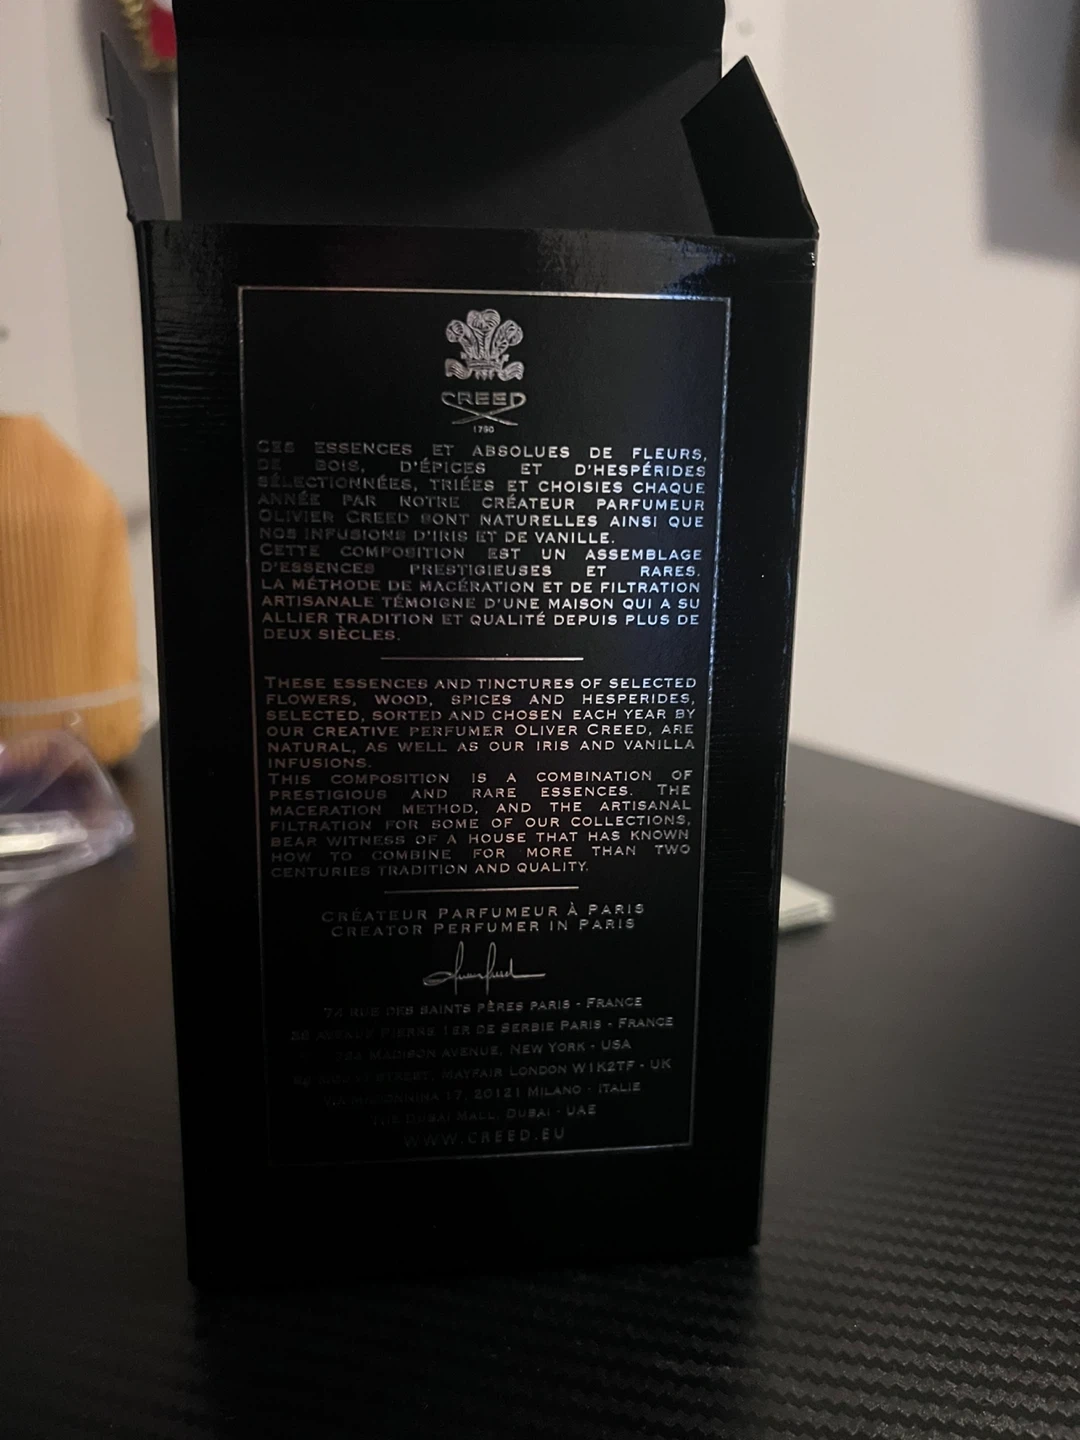 CREED
1760
CES ESSENCES ET ABSOLUES DE FLEURS,
DE BOIS, D'ÉPICES ET D'HESPÉRIDES
SÉLECTIONNÉES, TRIÉES ET CHOISIES CHAQUE
ANNÉE PAR NOTRE CRÉATEUR PARFUMEUR
OLIVIER CREED SONT NATURELLES AINSI QUE
NOS INFUSIONS D'IRIS ET DE VANILLE.
CETTE COMPOSITION EST UN ASSEMBLAGE
D'ESSENCES PRESTIGIEUSES ET RARES.
LA MÉTHODE DE MACÉRATION ET DE FILTRATION
ARTISANALE TÉMOIGNE D'UNE MAISON QUI A SU
ALLIER TRADITION ET QUALITÉ DEPUIS PLUS DE
DEUX SIÈCLES.
THESE ESSENCES AND TINCTURES OF SELECTED
FLOWERS, WOOD, SPICES AND HESPERIDES,
SELECTED, SORTED AND CHOSEN EACH YEAR BY
OUR CREATIVE PERFUMER OLIVER CREED, ARE
NATURAL, AS WELL AS OUR IRIS AND VANILLA
INFUSIONS.
THIS COMPOSITION IS A COMBINATION OF
PRESTIGIOUS AND RARE ESSENCES. THE
MACERATION METHOD, AND THE ARTISANAL
FILTRATION FOR SOME OF OUR COLLECTIONS,
BEAR WITNESS OF A HOUSE THAT HAS KNOWN
HOW TO COMBINE FOR MORE THAN TWO
CENTURIES TRADITION AND QUALITY.
CRÉATEUR PARFUMEUR À PARIS
CREATOR PERFUMER IN PARIS
74 RUE DES SAINTS PÈRES PARIS - FRANCE
AVENUE PIERRE 1ER DE SERBIE PARIS - FRANCE
MADISON AVENUE, NEW YORK - USA
STREET, MAYFAIR LONDON W1K2TF - UK
17, 20121 MILANO - ITALIE
THE DUBAI MALL, DUBAI - UAE
WWW.CREED.EU